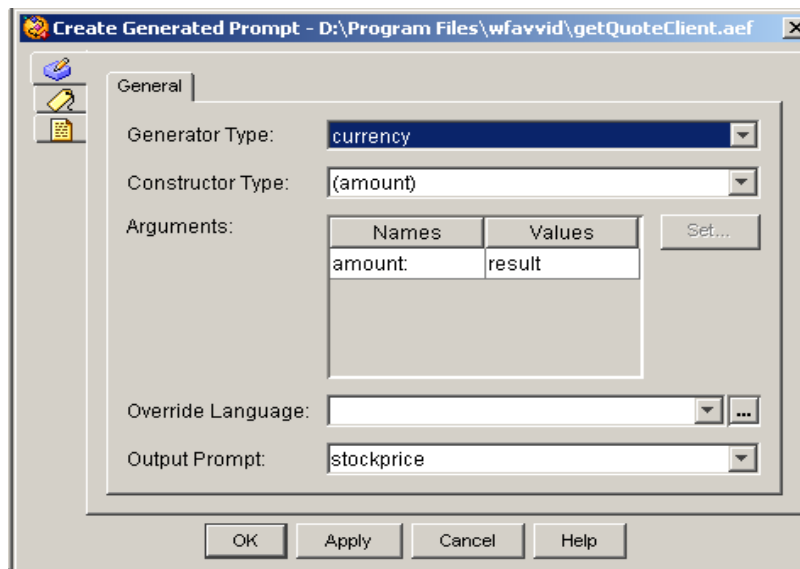 Create Generated Prompt - D:\Program Files\wfavvid\getQuoteClient.aef
General
Generator Type: currency
Constructor Type: (amount)
Arguments: Names Values Set...
amount: result
Override Language: ...
Output Prompt: stockprice
OK Apply Cancel Help